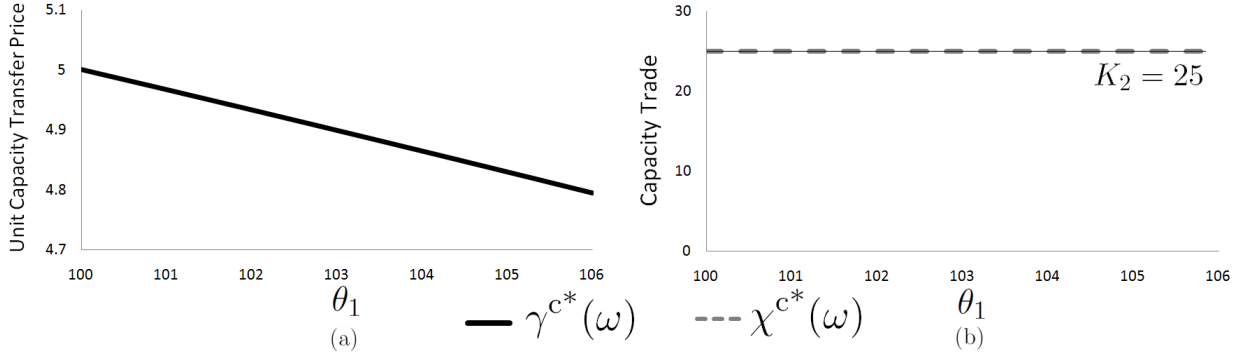 Unit Capacity Transfer Price
5.1
5
4.9
4.8
4.7
100 101 102 103 104 105 106
θ₁
(a)
Capacity Trade
30
20
10
0
K₂ = 25
100 101 102 103 104 105 106
θ₁
(b)
γᶜ*(ω)
χᶜ*(ω)